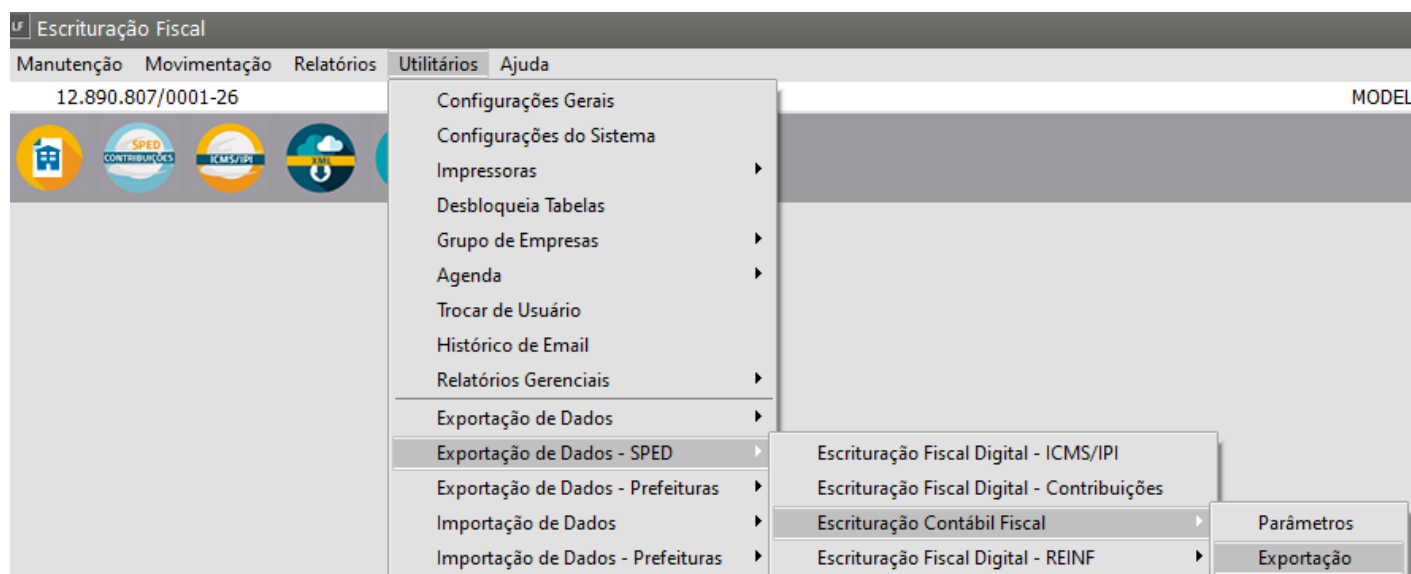 LF Escrituração Fiscal
Manutenção Movimentação Relatórios Utilitários Ajuda
12.890.807/0001-26 MODEL
SPED CONTRIBUIÇÕES ICMS/IPI XML
Configurações Gerais
Configurações do Sistema
Impressoras
Desbloqueia Tabelas
Grupo de Empresas
Agenda
Trocar de Usuário
Histórico de Email
Relatórios Gerenciais
Exportação de Dados
Exportação de Dados - SPED Escrituração Fiscal Digital - ICMS/IPI
Exportação de Dados - Prefeituras Escrituração Fiscal Digital - Contribuições
Importação de Dados Escrituração Contábil Fiscal Parâmetros
Importação de Dados - Prefeituras Escrituração Fiscal Digital - REINF Exportação